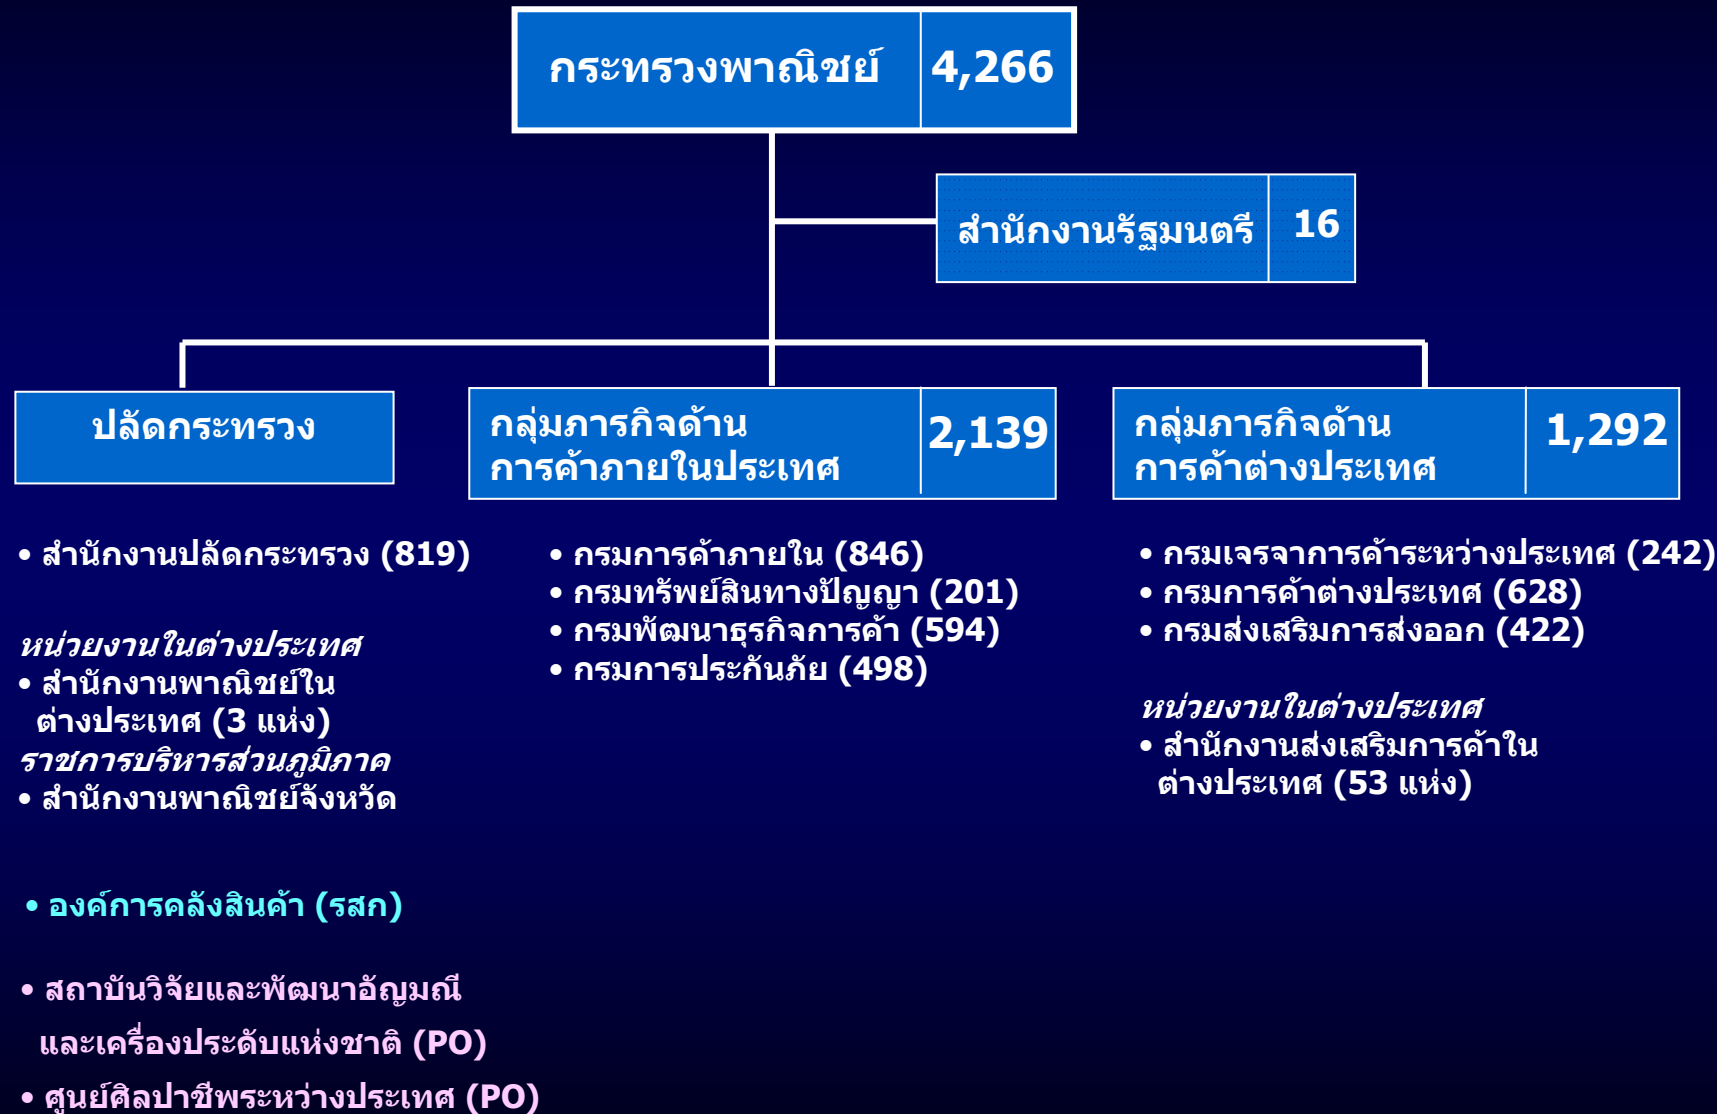 กระทรวงพาณิชย์ 4,266
สำนักงานรัฐมนตรี 16
ปลัดกระทรวง
• สำนักงานปลัดกระทรวง (819)
หน่วยงานในต่างประเทศ
• สำนักงานพาณิชย์ใน
ต่างประเทศ (3 แห่ง)
ราชการบริหารส่วนภูมิภาค
• สำนักงานพาณิชย์จังหวัด
• องค์การคลังสินค้า (รสก)
• สถาบันวิจัยและพัฒนาอัญมณี
และเครื่องประดับแห่งชาติ (PO)
• ศูนย์ศิลปาชีพระหว่างประเทศ (PO)
กลุ่มภารกิจด้าน
การค้าภายในประเทศ
2,139
• กรมการค้าภายใน (846)
• กรมทรัพย์สินทางปัญญา (201)
• กรมพัฒนาธุรกิจการค้า (594)
• กรมการประกันภัย (498)
กลุ่มภารกิจด้าน
การค้าต่างประเทศ
1,292
• กรมเจรจาการค้าระหว่างประเทศ (242)
• กรมการค้าต่างประเทศ (628)
• กรมส่งเสริมการส่งออก (422)
หน่วยงานในต่างประเทศ
• สำนักงานส่งเสริมการค้าใน
ต่างประเทศ (53 แห่ง)